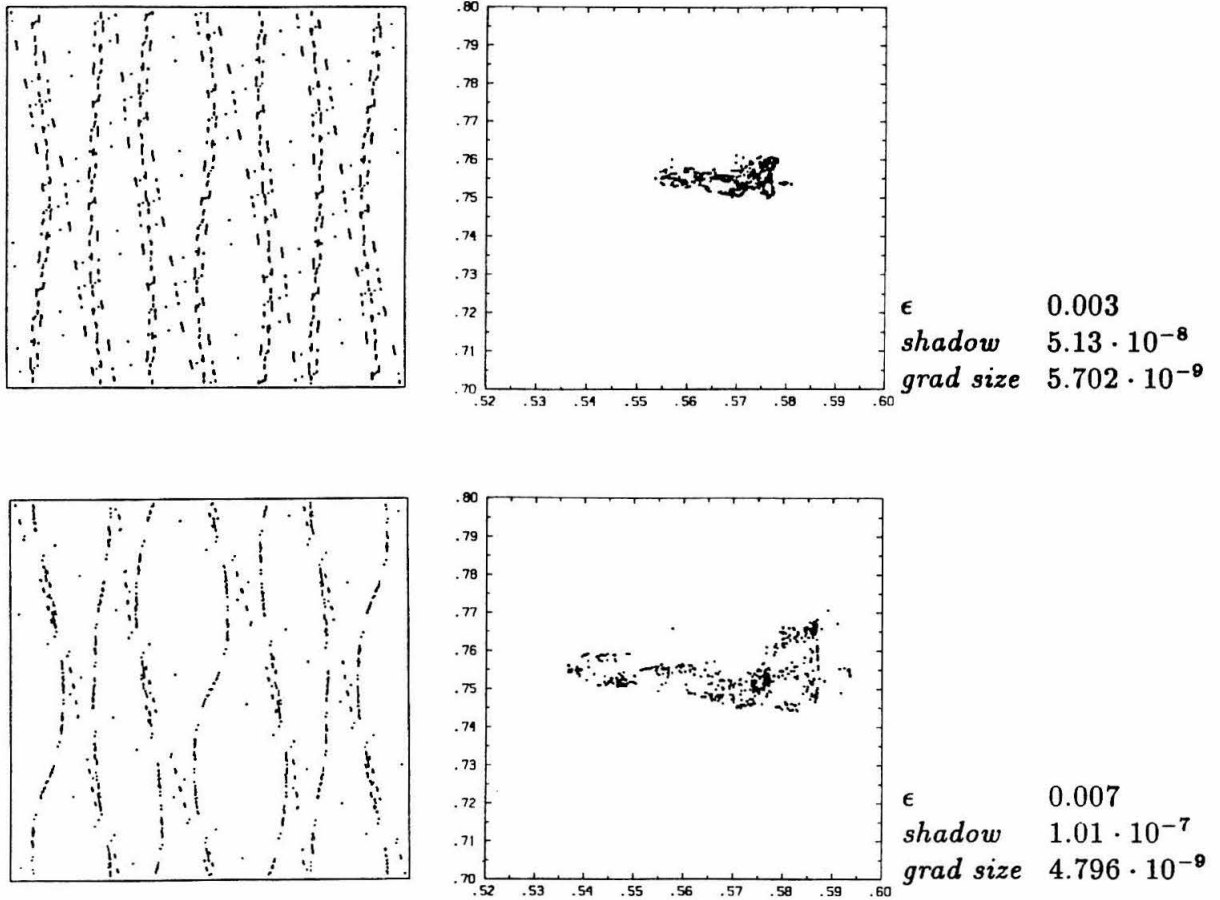 .80
.79
.78
.77
.76
.75
.74
.73
.72
.71
.70
.52 .53 .54 .55 .56 .57 .58 .59 .60
ϵ 0.003
shadow 5.13 · 10⁻⁸
grad size 5.702 · 10⁻⁹
.80
.79
.78
.77
.76
.75
.74
.73
.72
.71
.70
.52 .53 .54 .55 .56 .57 .58 .59 .60
ϵ 0.007
shadow 1.01 · 10⁻⁷
grad size 4.796 · 10⁻⁹